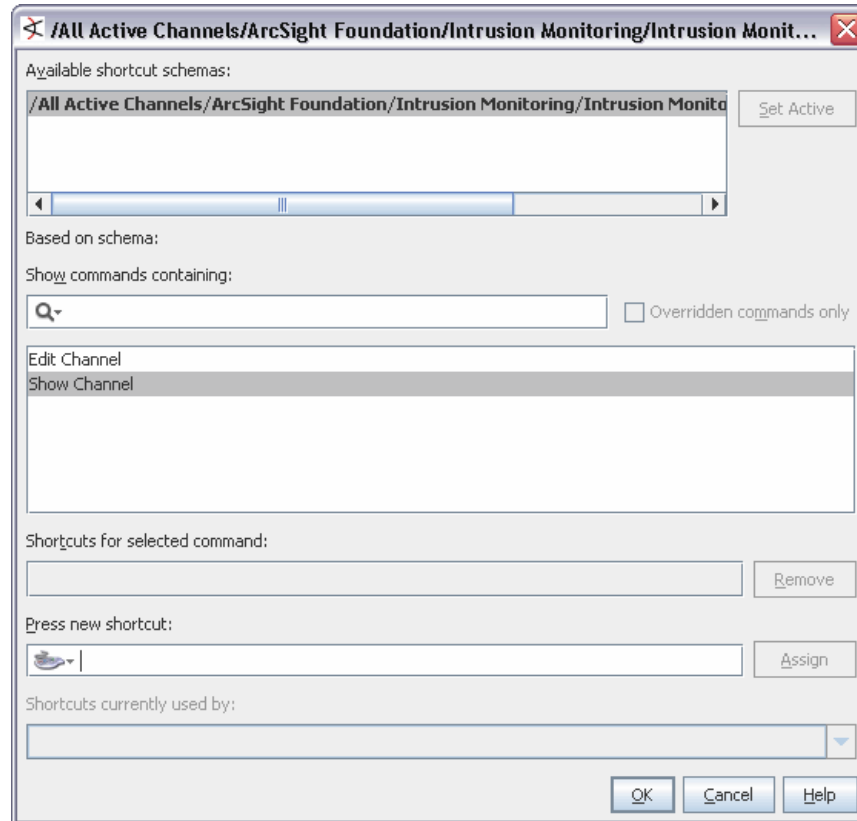 /All Active Channels/ArcSight Foundation/Intrusion Monitoring/Intrusion Monit...
Available shortcut schemas:
/All Active Channels/ArcSight Foundation/Intrusion Monitoring/Intrusion Monito
Set Active
Based on schema:
Show commands containing:
Overridden commands only
Edit Channel
Show Channel
Shortcuts for selected command:
Remove
Press new shortcut:
Assign
Shortcuts currently used by:
OK Cancel Help